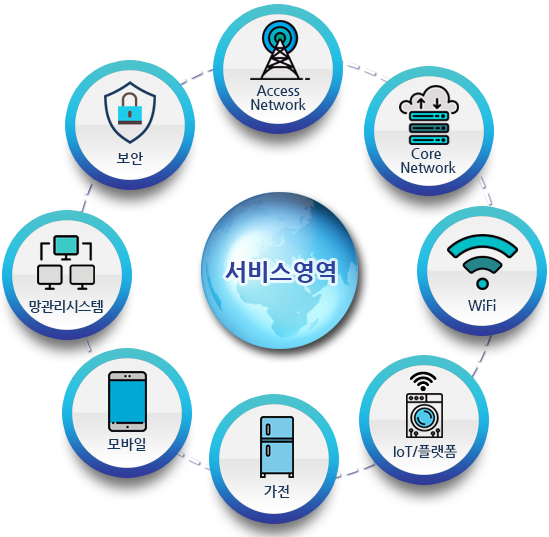 Access
Network
Core
Network
WiFi
IoT/플랫폼
가전
모바일
망관리시스템
보안
서비스영역